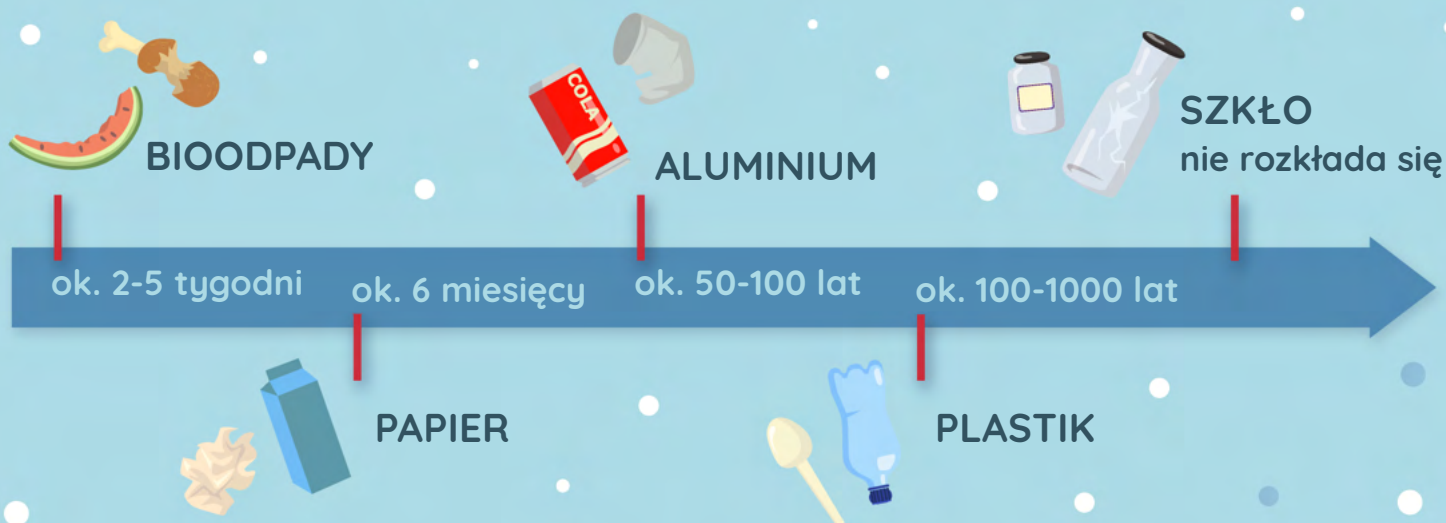 BIOODPADY
COLA
ALUMINIUM
SZKŁO
nie rozkłada się
ok. 2-5 tygodni
ok. 6 miesięcy
ok. 50-100 lat
ok. 100-1000 lat
PAPIER
PLASTIK